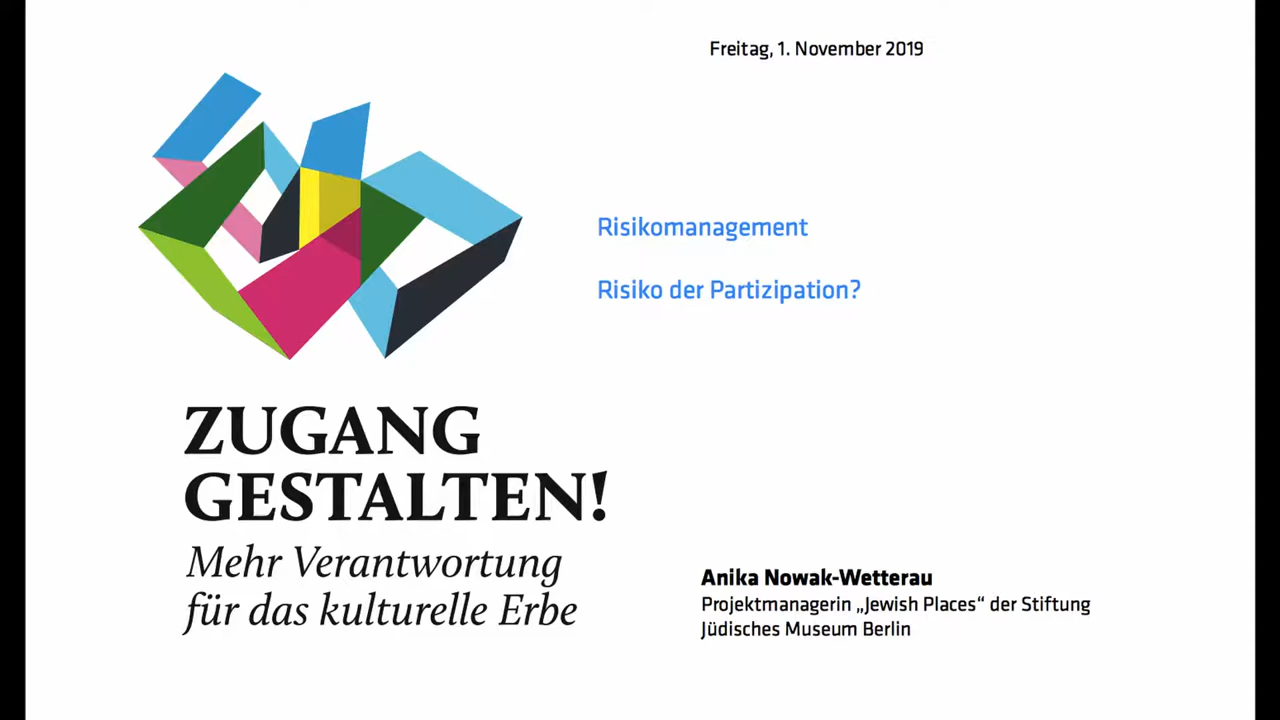 Freitag, 1. November 2019
Risikomanagement
Risiko der Partizipation?
ZUGANG
GESTALTEN!
Mehr Verantwortung
für das kulturelle Erbe
Anika Nowak-Wetterau
Projektmanagerin „Jewish Places“ der Stiftung
Jüdisches Museum Berlin